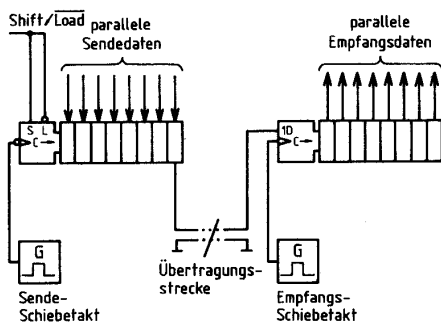 Shift/Load
parallele
Sendedaten
parallele
Empfangsdaten
S L
C→
1D
C→
G
Sende-
Schiebetakt
Übertragungs-
strecke
G
Empfangs-
Schiebetakt